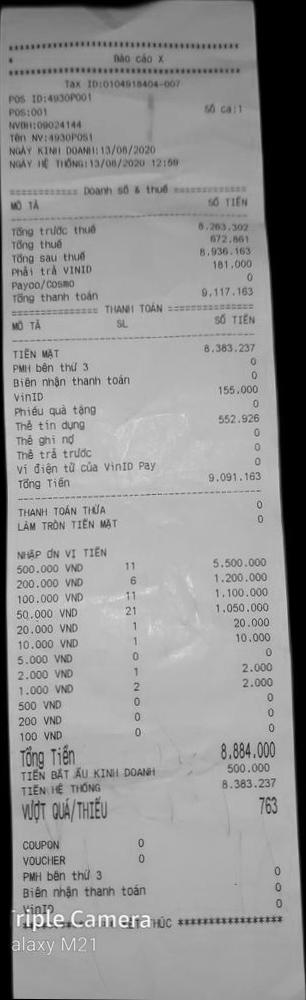 ************************************
* Báo cáo X
************************************
Tax ID:0104918404-007
POS ID:4930P001
POS:001 Số ca:1
NVBH:09024144
Tên NV:4930POS1
NGÀY KINH DOANH:13/08/2020
NGÀY HỆ THỐNG:13/08/2020 12:59
============ Doanh số & thuế ============
MÔ TẢ SỐ TIỀN
Tổng trước thuế 8.263.302
Tổng thuế 672.861
Tổng sau thuế 8.936.163
Phải trả VINID 181.000
Payoo/Cosmo 0
Tổng thanh toán 9.117.163
============ THANH TOÁN ============
MÔ TẢ SL SỐ TIỀN
TIỀN MẶT 8.383.237
PMH bên thứ 3 0
Biên nhận thanh toán 0
VinID 155.000
Phiếu quà tặng 0
Thẻ tín dụng 552.926
Thẻ ghi nợ 0
Thẻ trả trước 0
Ví điện tử của VinID Pay 0
Tổng Tiền 9.091.163
THANH TOÁN THỪA 0
LÀM TRÒN TIỀN MẶT 0
NHẬP ƠN VỊ TIỀN
500.000 VND 11 5.500.000
200.000 VND 6 1.200.000
100.000 VND 11 1.100.000
50.000 VND 21 1.050.000
20.000 VND 1 20.000
10.000 VND 1 10.000
5.000 VND 0 0
2.000 VND 1 2.000
1.000 VND 2 2.000
500 VND 0 0
200 VND 0 0
100 VND 0 0
Tổng Tiền 8.884.000
TIỀN BẮT ẦU KINH DOANH 500.000
TIỀN HỆ THỐNG 8.383.237
VƯỢT QUÁ/THIẾU 763
COUPON 0
VOUCHER 0
PMH bên thứ 3 0
Biên nhận thanh toán 0
VinID 0
THÚC ******************
Triple Camera
alaxy M21